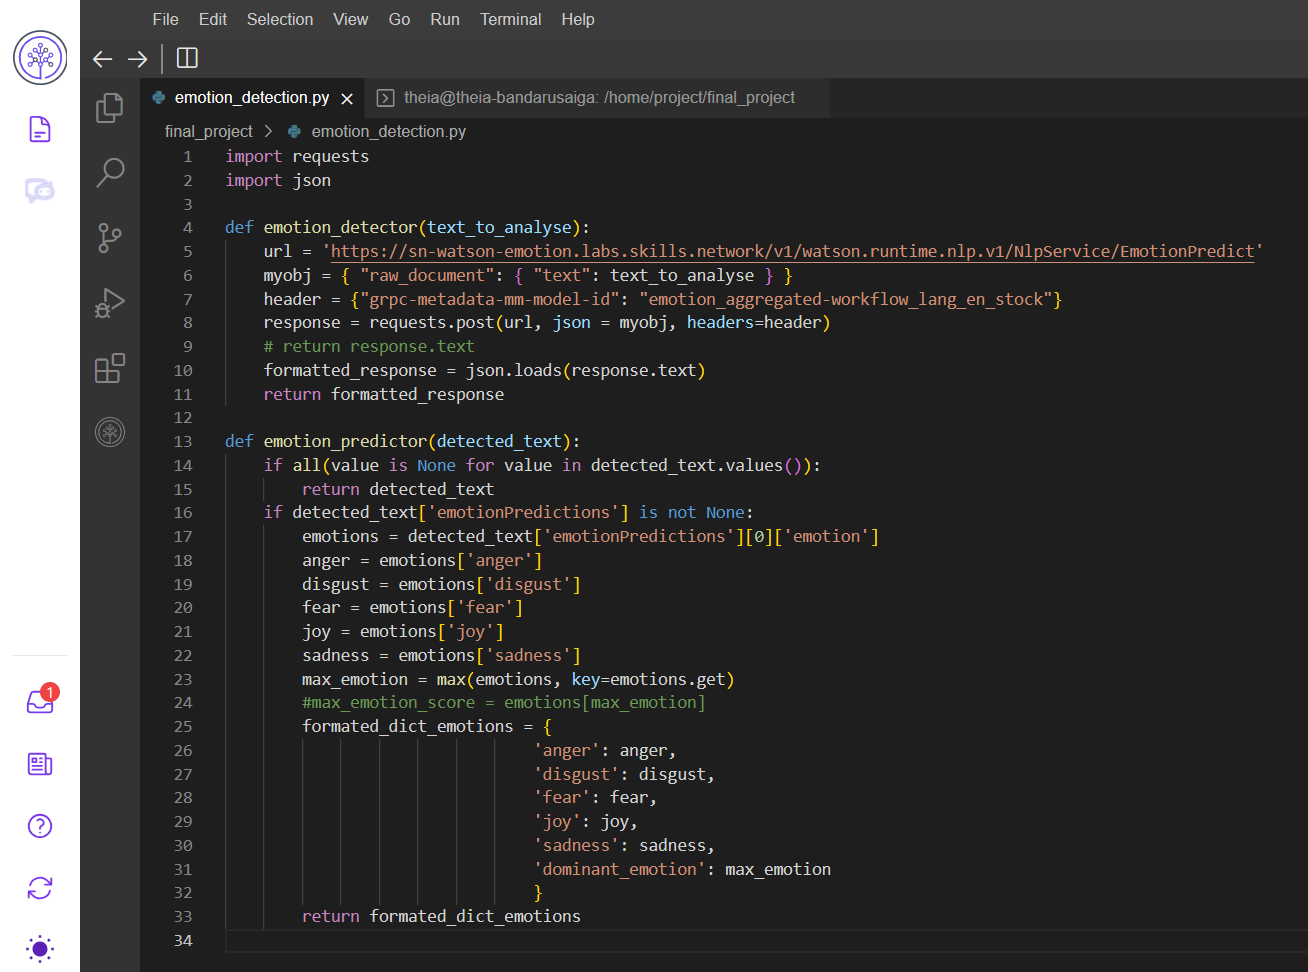 File Edit Selection View Go Run Terminal Help
emotion_detection.py theia@theia-bandarusaiga: /home/project/final_project
final_project > emotion_detection.py
1 import requests
2 import json
3
4 def emotion_detector(text_to_analyse):
5     url = 'https://sn-watson-emotion.labs.skills.network/v1/watson.runtime.nlp.v1/NlpService/EmotionPredict'
6     myobj = { "raw_document": { "text": text_to_analyse } }
7     header = {"grpc-metadata-mm-model-id": "emotion_aggregated-workflow_lang_en_stock"}
8     response = requests.post(url, json = myobj, headers=header)
9     # return response.text
10     formatted_response = json.loads(response.text)
11     return formatted_response
12
13 def emotion_predictor(detected_text):
14     if all(value is None for value in detected_text.values()):
15         return detected_text
16     if detected_text['emotionPredictions'] is not None:
17         emotions = detected_text['emotionPredictions'][0]['emotion']
18         anger = emotions['anger']
19         disgust = emotions['disgust']
20         fear = emotions['fear']
21         joy = emotions['joy']
22         sadness = emotions['sadness']
23         max_emotion = max(emotions, key=emotions.get)
24         #max_emotion_score = emotions[max_emotion]
25         formated_dict_emotions = {
26                                 'anger': anger,
27                                 'disgust': disgust,
28                                 'fear': fear,
29                                 'joy': joy,
30                                 'sadness': sadness,
31                                 'dominant_emotion': max_emotion
32                                 }
33         return formated_dict_emotions
34
1